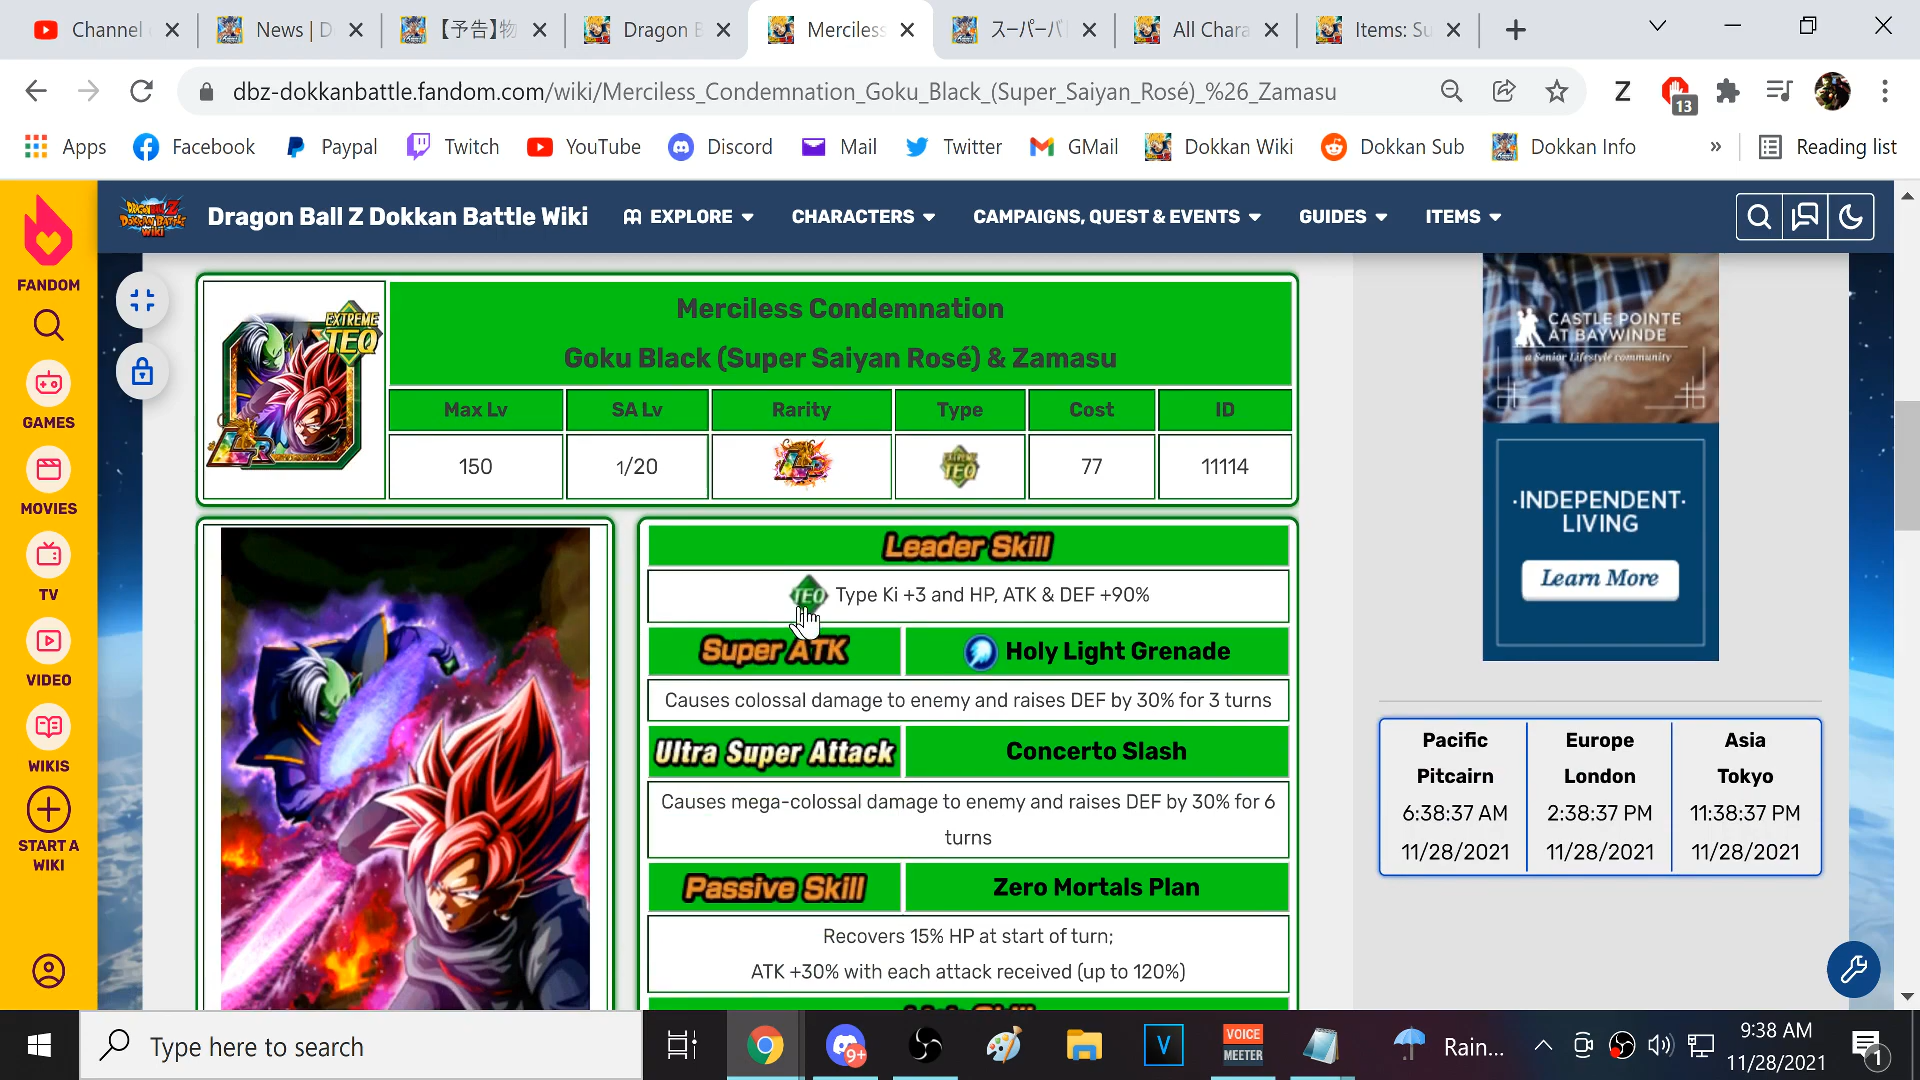 Channel
News | D
【予告】物
Dragon B
Merciless
スーパーバ
All Chara
Items: Su
dbz-dokkanbattle.fandom.com/wiki/Merciless_Condemnation_Goku_Black_(Super_Saiyan_Rosé)_%26_Zamasu
Z
13
Apps
Facebook
Paypal
Twitch
YouTube
Discord
Mail
Twitter
GMail
Dokkan Wiki
Dokkan Sub
Dokkan Info
»
Reading list
Dragon Ball Z Dokkan Battle Wiki
EXPLORE
CHARACTERS
CAMPAIGNS, QUEST & EVENTS
GUIDES
ITEMS
FANDOM
GAMES
MOVIES
TV
VIDEO
WIKIS
START A
WIKI
EXTREME
TEQ
LR
Merciless Condemnation
Goku Black (Super Saiyan Rosé) & Zamasu
Max Lv
SA Lv
Rarity
Type
Cost
ID
150
1/20
LR
EXTREME
TEQ
77
11114
Leader Skill
TEQ Type Ki +3 and HP, ATK & DEF +90%
Super ATK
Holy Light Grenade
Causes colossal damage to enemy and raises DEF by 30% for 3 turns
Ultra Super Attack
Concerto Slash
Causes mega-colossal damage to enemy and raises DEF by 30% for 6
turns
Passive Skill
Zero Mortals Plan
Recovers 15% HP at start of turn;
ATK +30% with each attack received (up to 120%)
CASTLE POINTE
AT BAYWINDE
a Senior Lifestyle community
·INDEPENDENT·
LIVING
Learn More
Pacific
Pitcairn
6:38:37 AM
11/28/2021
Europe
London
2:38:37 PM
11/28/2021
Asia
Tokyo
11:38:37 PM
11/28/2021
Type here to search
9+
V
VOICE
MEETER
Rain...
9:38 AM
11/28/2021
1